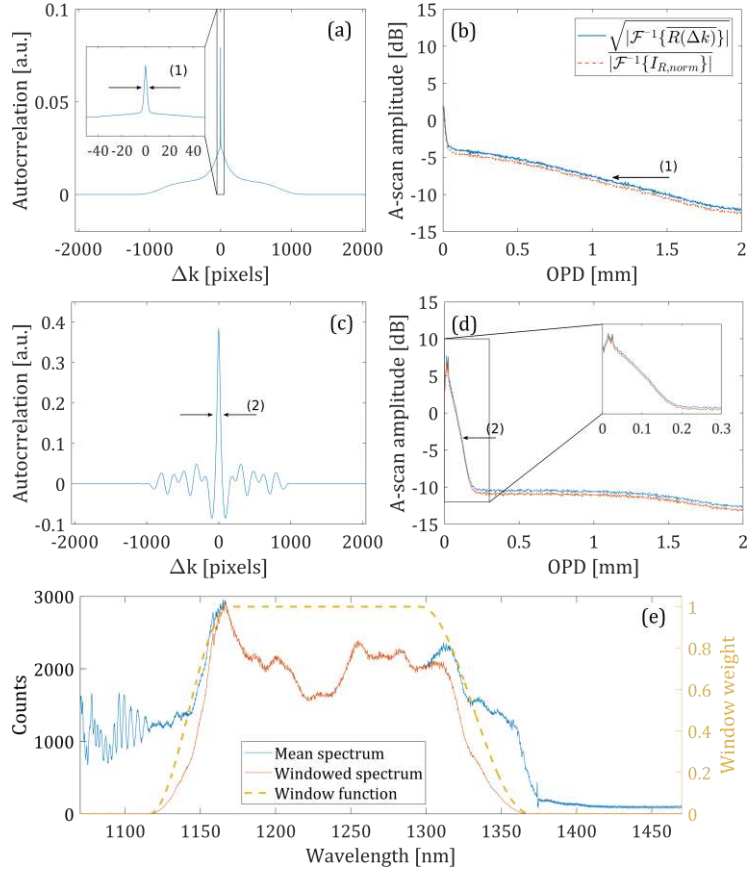 (a)
Autocrrelation [a.u.]
0.1
0.05
0
(1)
-40 -20 0 20 40
-2000 -1000 0 1000 2000
Δk [pixels]
(b)
A-scan amplitude [dB]
15
10
5
0
-5
-10
-15
√|ℱ⁻¹{R̅(̅Δ̅k̅)̅}|
|ℱ⁻¹{I_{R,norm}}|
(1)
0 0.5 1 1.5 2
OPD [mm]
(c)
Autocrrelation [a.u.]
0.4
0.3
0.2
0.1
0
-0.1
(2)
-2000 -1000 0 1000 2000
Δk [pixels]
(d)
A-scan amplitude [dB]
15
10
5
0
-5
-10
-15
(2)
0 0.1 0.2 0.3
0 0.5 1 1.5 2
OPD [mm]
(e)
Counts
3000
2000
1000
0
Mean spectrum
Windowed spectrum
Window function
1100 1150 1200 1250 1300 1350 1400 1450
Wavelength [nm]
1
0.8
0.6
0.4
0.2
0
Window weight